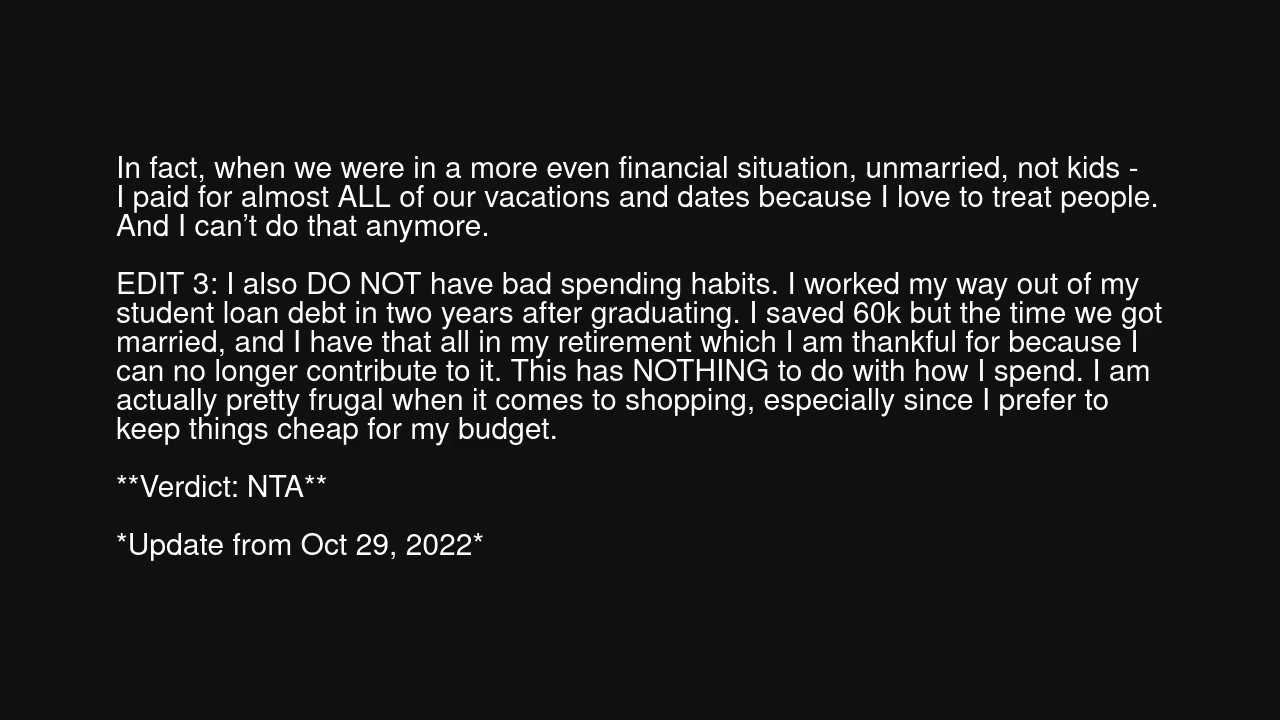 In fact, when we were in a more even financial situation, unmarried, not kids -
I paid for almost ALL of our vacations and dates because I love to treat people.
And I can’t do that anymore.
EDIT 3: I also DO NOT have bad spending habits. I worked my way out of my
student loan debt in two years after graduating. I saved 60k but the time we got
married, and I have that all in my retirement which I am thankful for because I
can no longer contribute to it. This has NOTHING to do with how I spend. I am
actually pretty frugal when it comes to shopping, especially since I prefer to
keep things cheap for my budget.
**Verdict: NTA**
*Update from Oct 29, 2022*